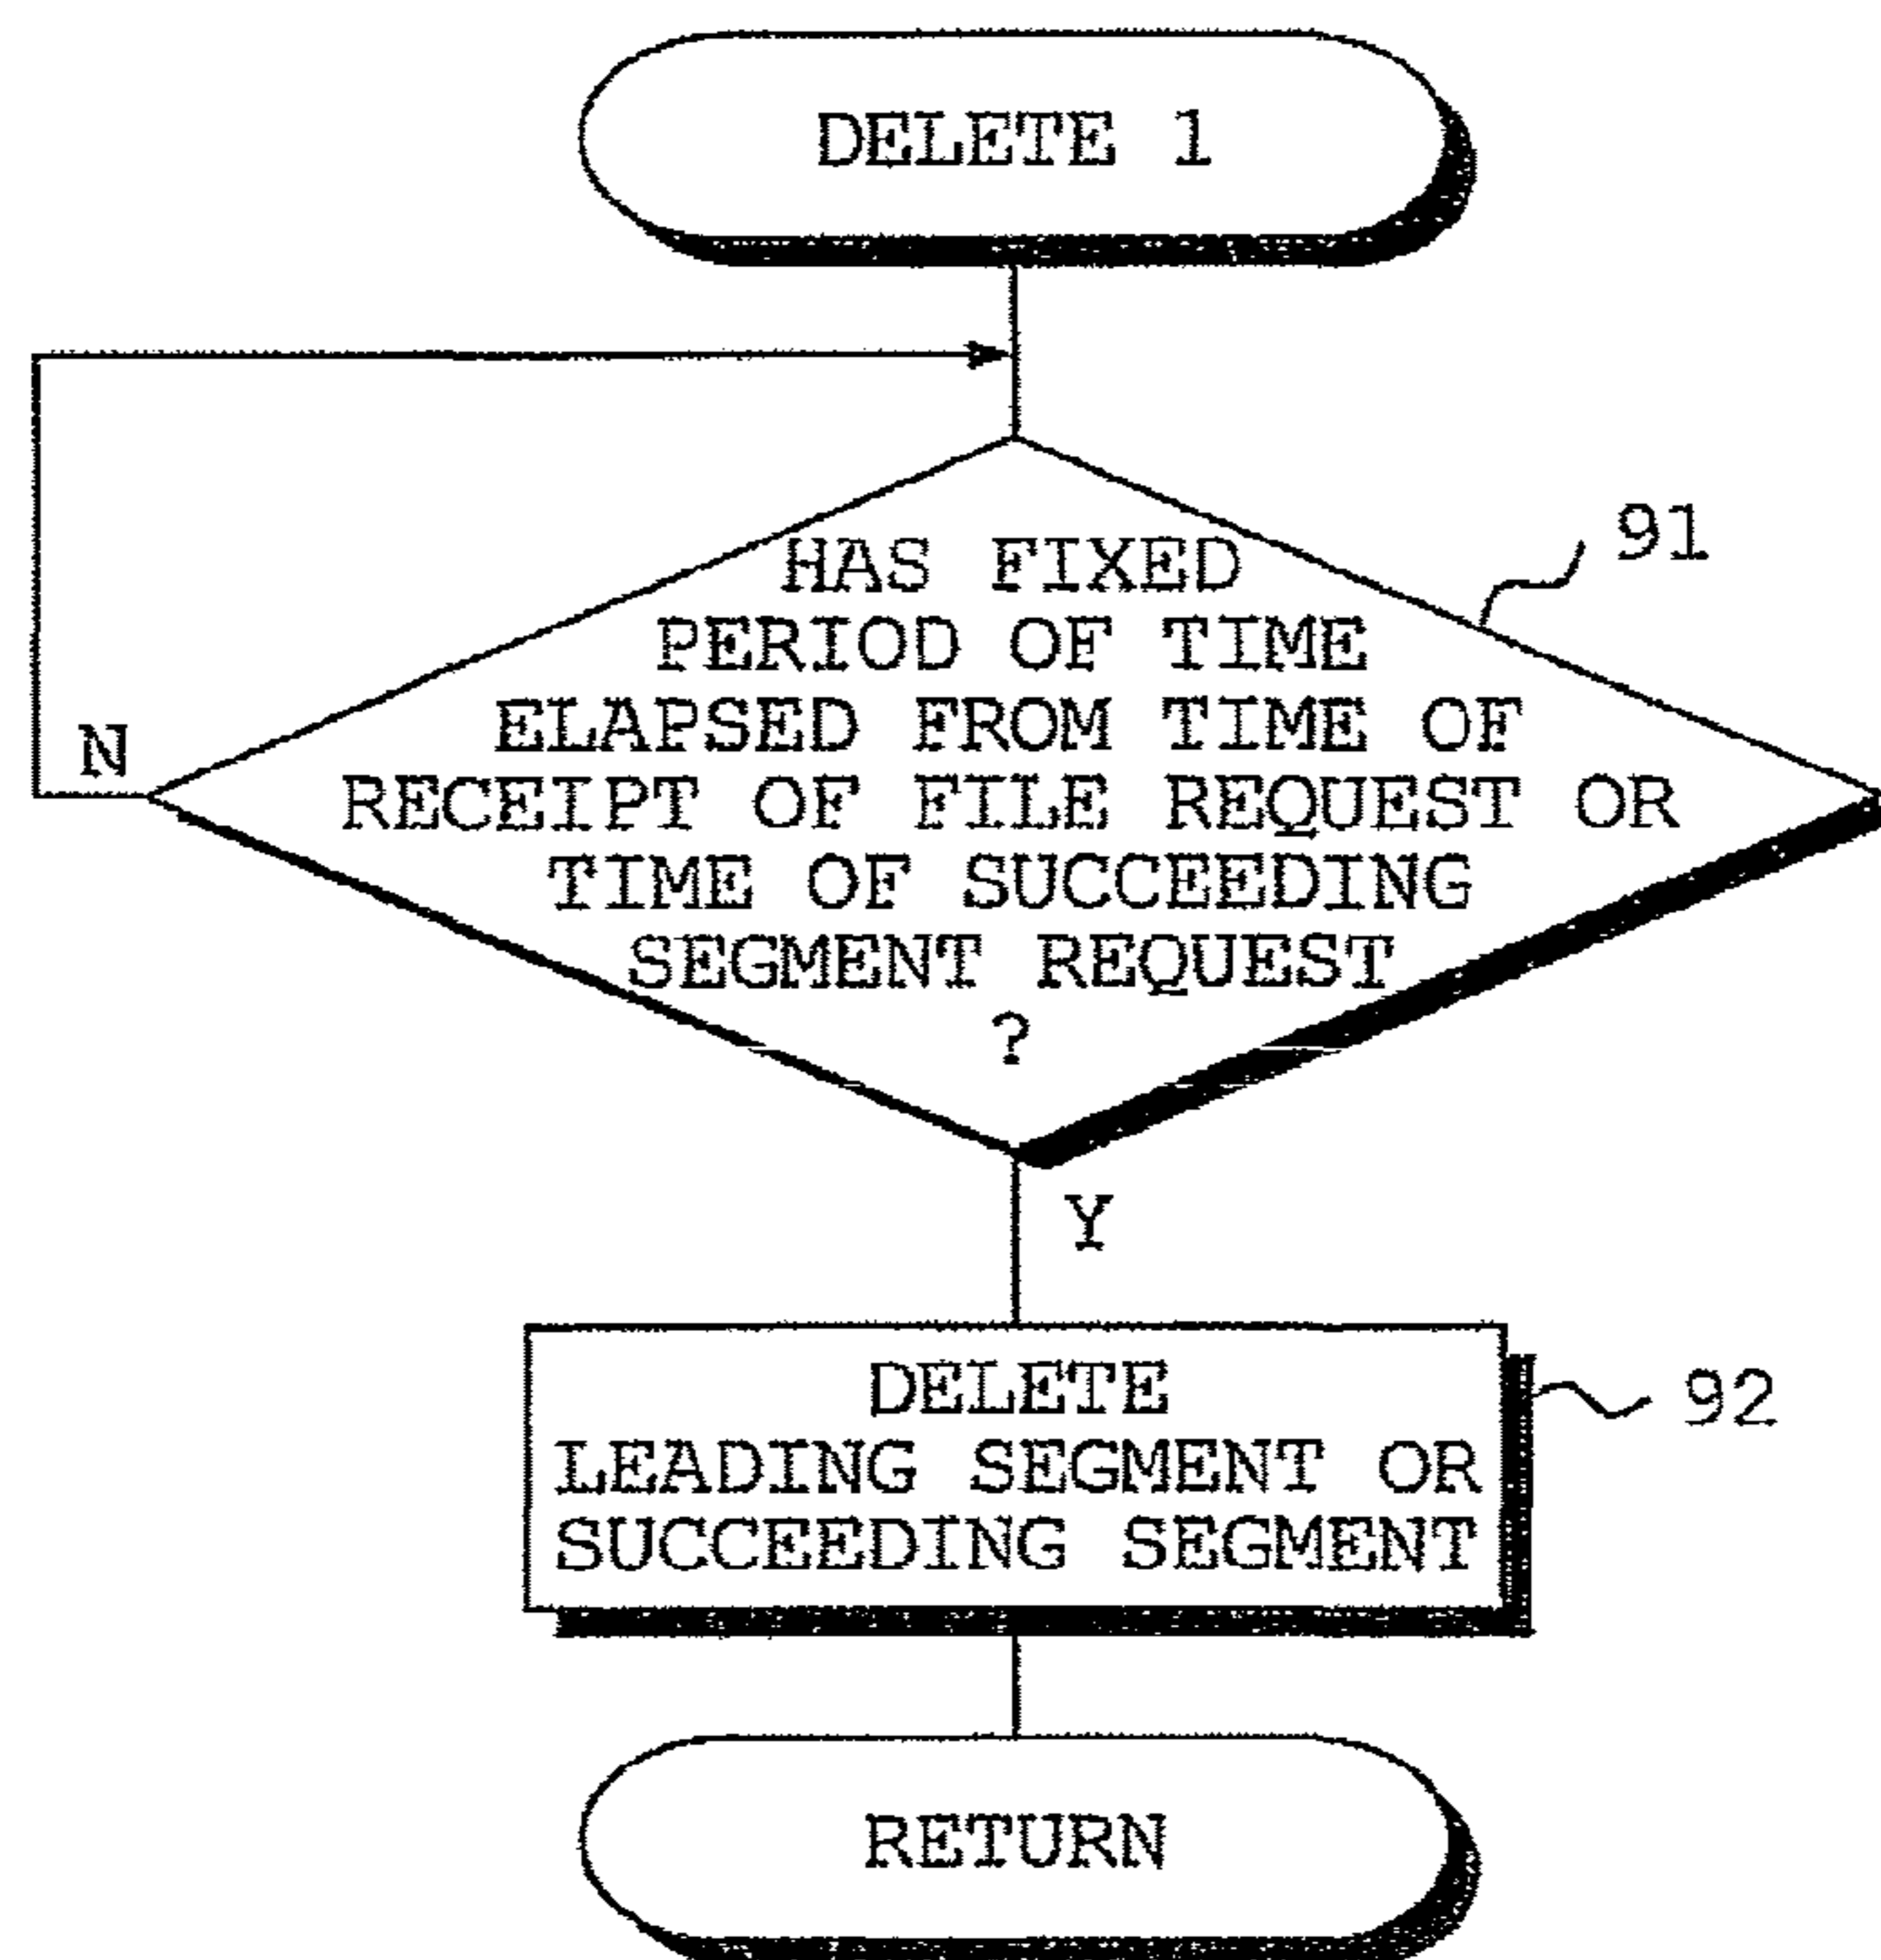 DELETE 1
HAS FIXED
PERIOD OF TIME
ELAPSED FROM TIME OF
RECEIPT OF FILE REQUEST OR
TIME OF SUCCEEDING
SEGMENT REQUEST
?
91
N
Y
DELETE
LEADING SEGMENT OR
SUCCEEDING SEGMENT
92
RETURN